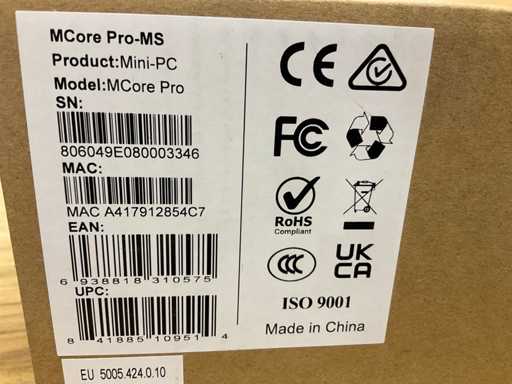 MCore Pro-MS
Product:Mini-PC
Model:MCore Pro
SN:
806049E080003346
MAC:
MAC A417912854C7
EAN:
6 938818 310575
UPC:
8 41885 10951 4
EU 5005.424.0.10
CE
FC
RoHS
Compliant
CCC
UK
CA
ISO 9001
Made in China